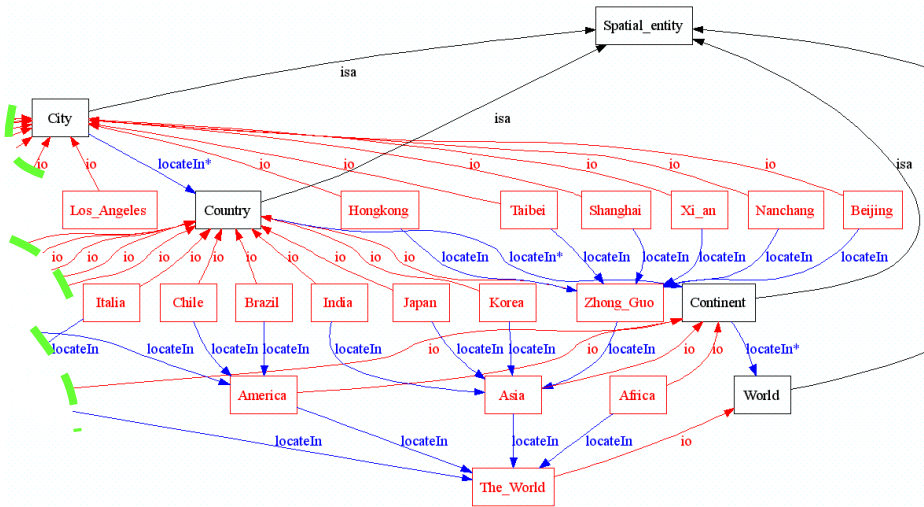 Spatial_entity
isa
City
isa
io io locateIn* io io io io io io
isa
Los_Angeles Country Hongkong Taibei Shanghai Xi_an Nanchang Beijing
io io io io io io io io io locateIn locateIn* locateIn locateIn locateIn locateIn locateIn
Italia Chile Brazil India Japan Korea Zhong_Guo Continent
locateIn locateIn locateIn locateIn io locateIn locateIn locateIn io io locateIn*
America Asia Africa World
locateIn locateIn locateIn locateIn io
The_World